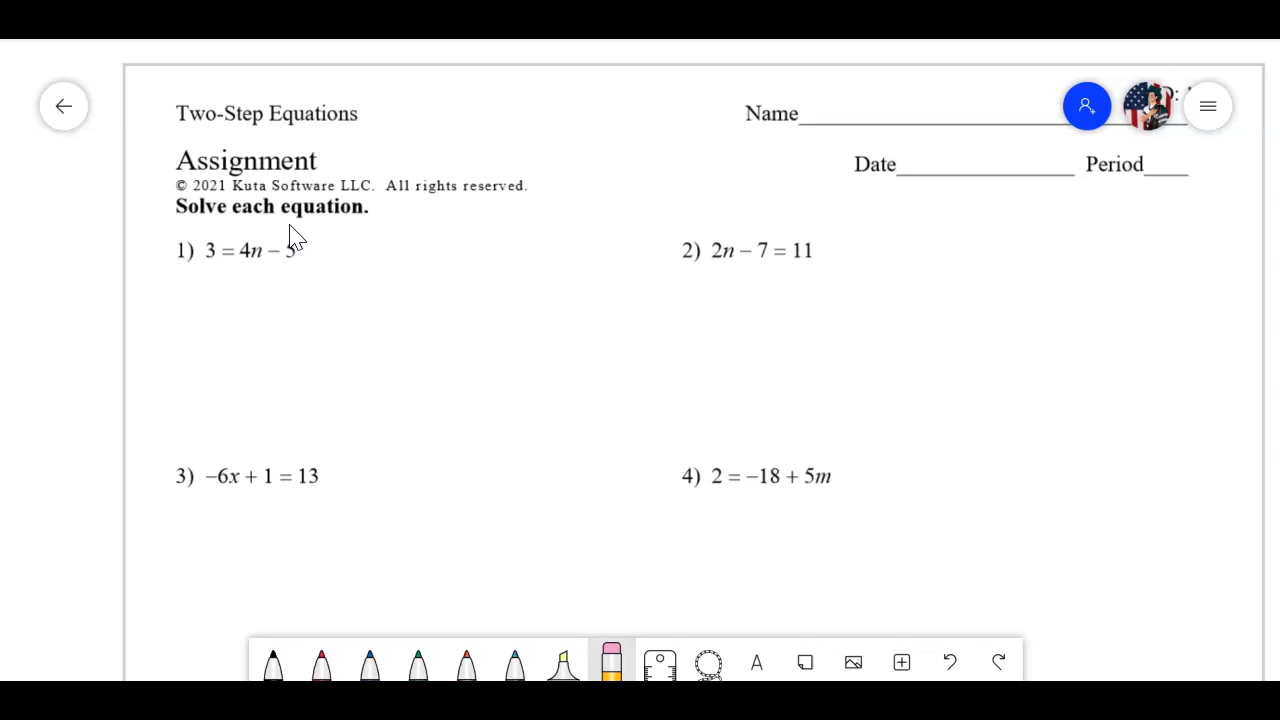 Two-Step Equations
Name
Assignment
Date Period
© 2021 Kuta Software LLC. All rights reserved.
Solve each equation.
1) 3 = 4n – 5
2) 2n – 7 = 11
3) –6x + 1 = 13
4) 2 = –18 + 5m
A